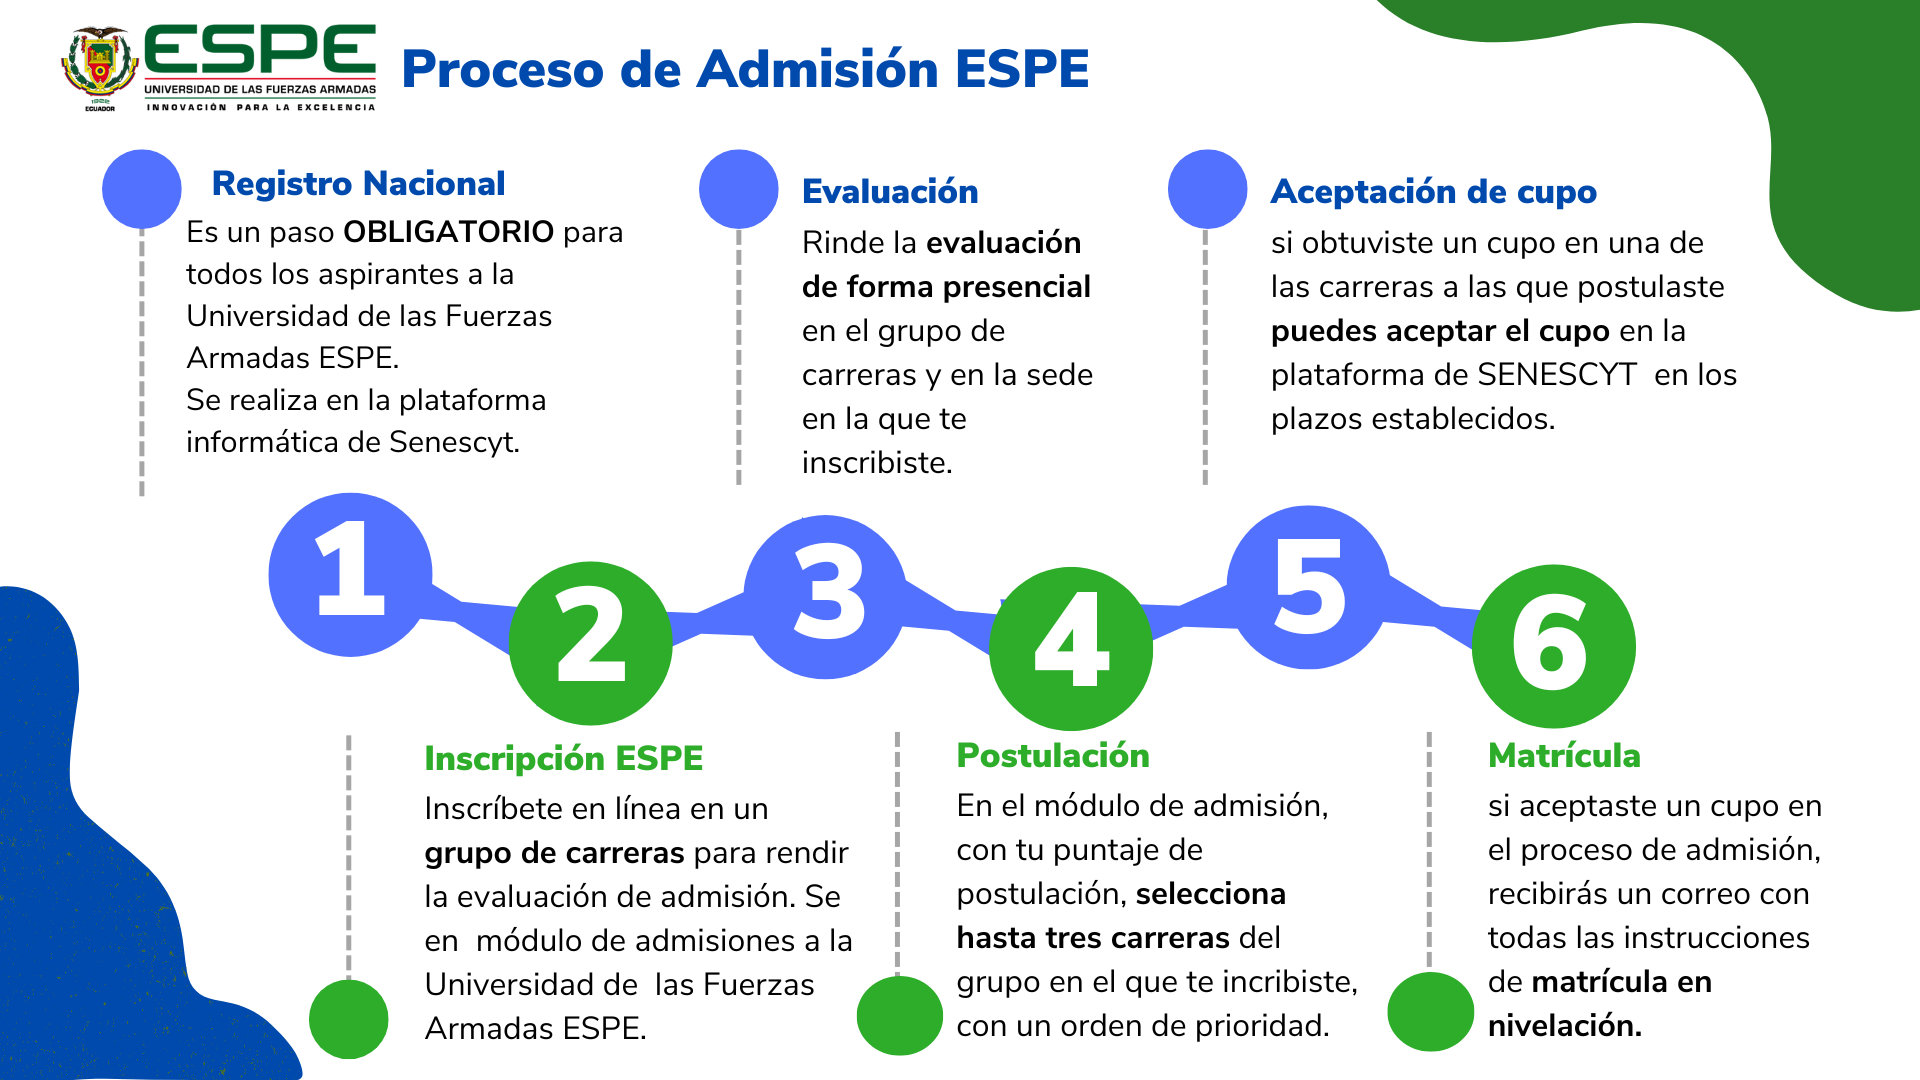 ESPE
UNIVERSIDAD DE LAS FUERZAS ARMADAS
INNOVACIÓN PARA LA EXCELENCIA
1922
ECUADOR
Proceso de Admisión ESPE
Registro Nacional
Es un paso OBLIGATORIO para
todos los aspirantes a la
Universidad de las Fuerzas
Armadas ESPE.
Se realiza en la plataforma
informática de Senescyt.
Evaluación
Rinde la evaluación
de forma presencial
en el grupo de
carreras y en la sede
en la que te
inscribiste.
Aceptación de cupo
si obtuviste un cupo en una de
las carreras a las que postulaste
puedes aceptar el cupo en la
plataforma de SENESCYT  en los
plazos establecidos.
1
2
3
4
5
6
Inscripción ESPE
Inscríbete en línea en un
grupo de carreras para rendir
la evaluación de admisión. Se
en  módulo de admisiones a la
Universidad de  las Fuerzas
Armadas ESPE.
Postulación
En el módulo de admisión,
con tu puntaje de
postulación, selecciona
hasta tres carreras del
grupo en el que te incribiste,
con un orden de prioridad.
Matrícula
si aceptaste un cupo en
el proceso de admisión,
recibirás un correo con
todas las instrucciones
de matrícula en
nivelación.